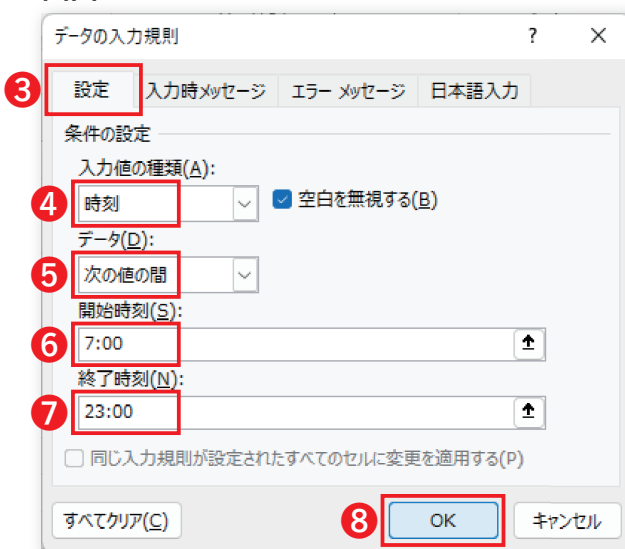 データの入力規則 ? ×
3 設定 入力時メッセージ エラー メッセージ 日本語入力
条件の設定
入力値の種類(A):
4 時刻 空白を無視する(B)
データ(D):
5 次の値の間
開始時刻(S):
6 7:00
終了時刻(N):
7 23:00
同じ入力規則が設定されたすべてのセルに変更を適用する(P)
すべてクリア(C) 8 OK キャンセル